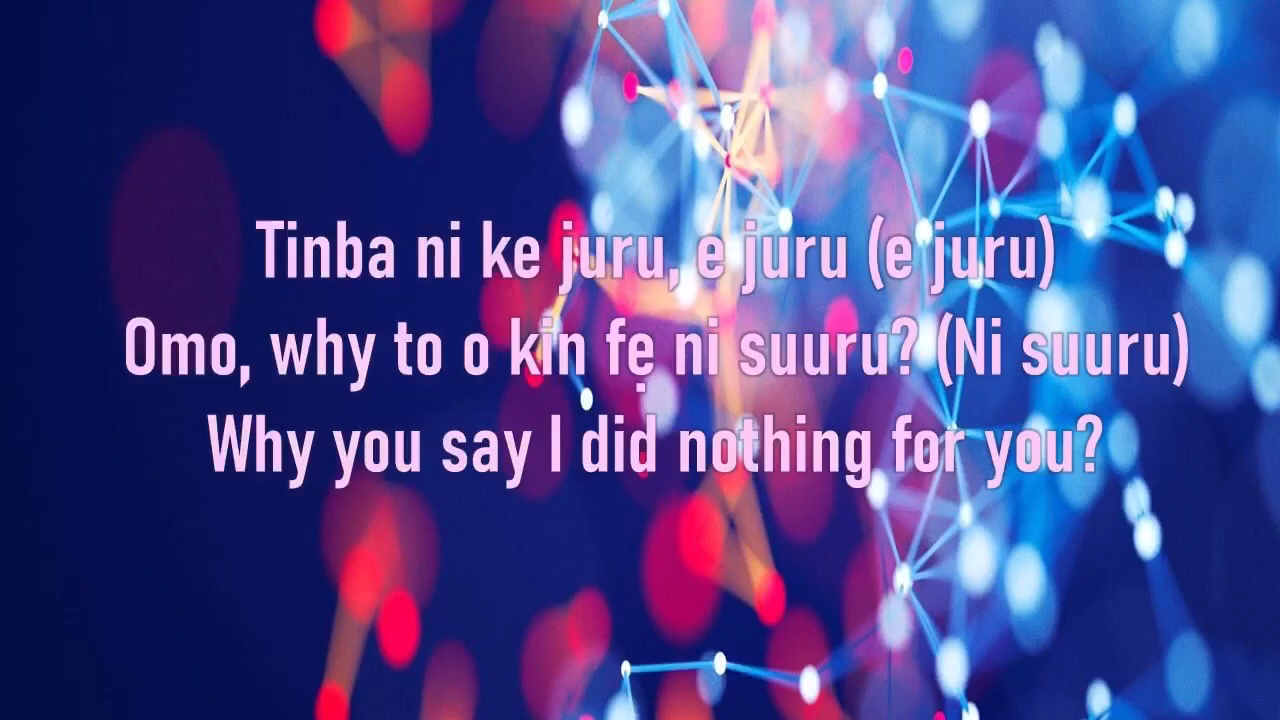 Tinba ni ke juru, e juru (e juru)
Omo, why to o kin fẹ ni suuru? (Ni suuru)
Why you say I did nothing for you?